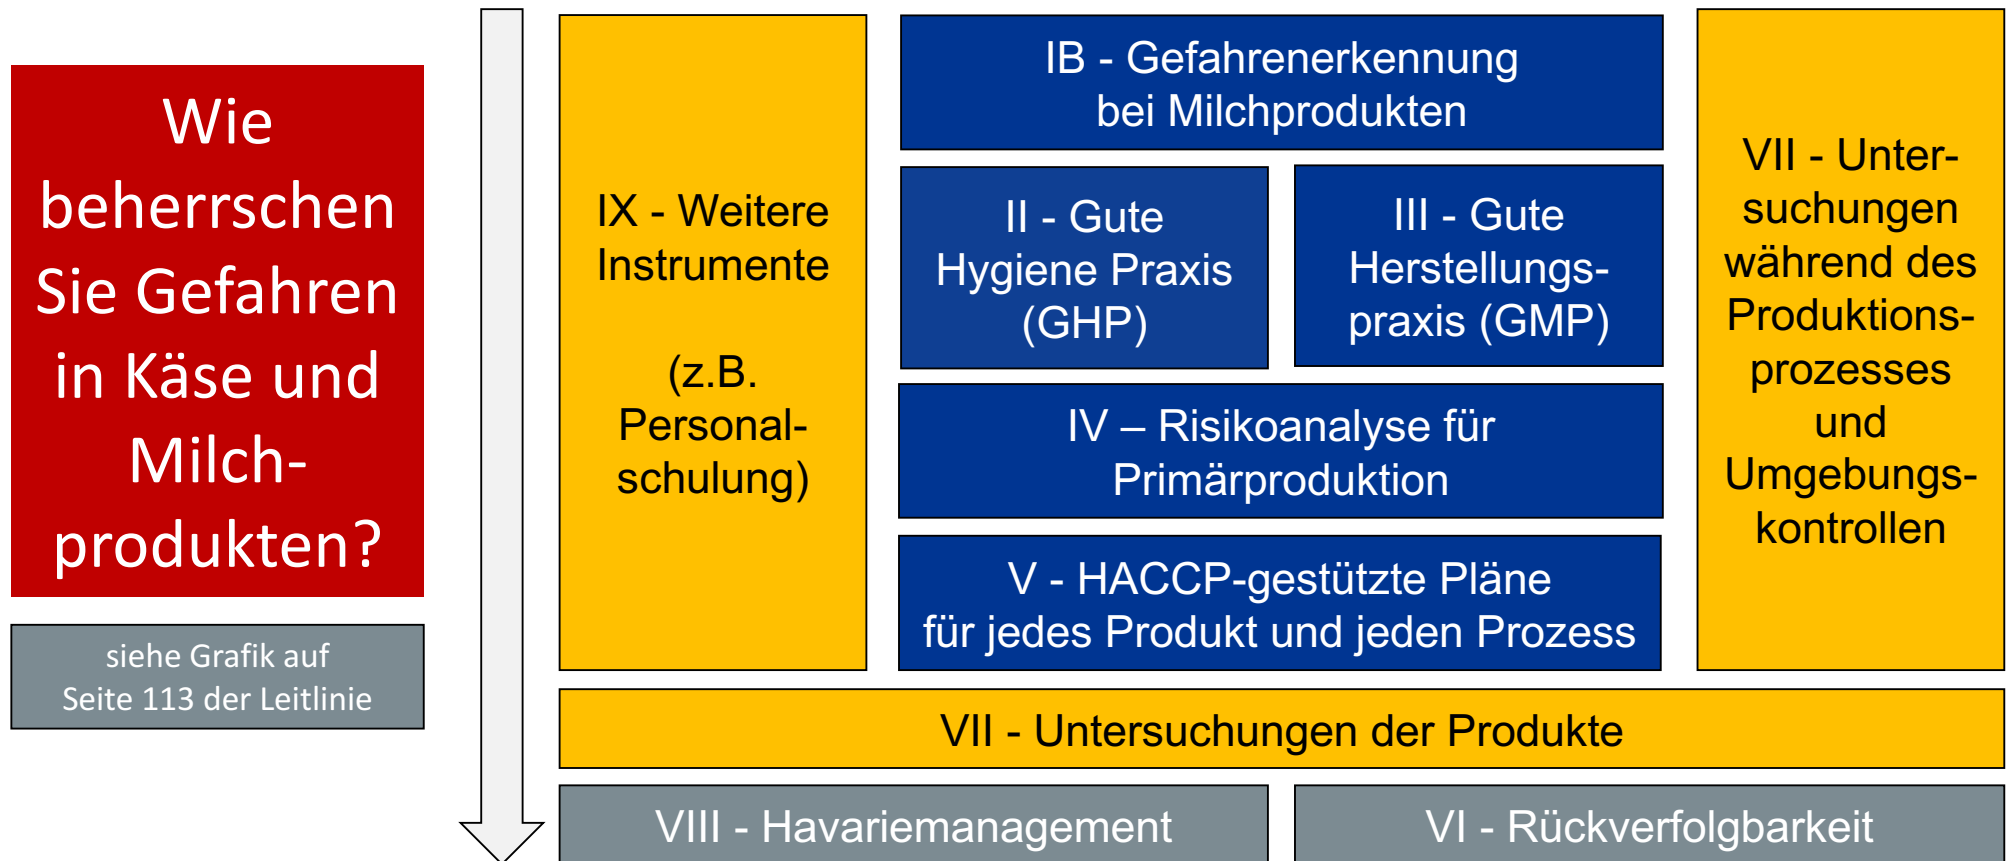 Wie
beherrschen
Sie Gefahren
in Käse und
Milch-
produkten?
siehe Grafik auf
Seite 113 der Leitlinie
IX - Weitere
Instrumente
(z.B.
Personal-
schulung)
IB - Gefahrenerkennung
bei Milchprodukten
II - Gute
Hygiene Praxis
(GHP)
III - Gute
Herstellungs-
praxis (GMP)
IV – Risikoanalyse für
Primärproduktion
V - HACCP-gestützte Pläne
für jedes Produkt und jeden Prozess
VII - Unter-
suchungen
während des
Produktions-
prozesses
und
Umgebungs-
kontrollen
VII - Untersuchungen der Produkte
VIII - Havariemanagement
VI - Rückverfolgbarkeit